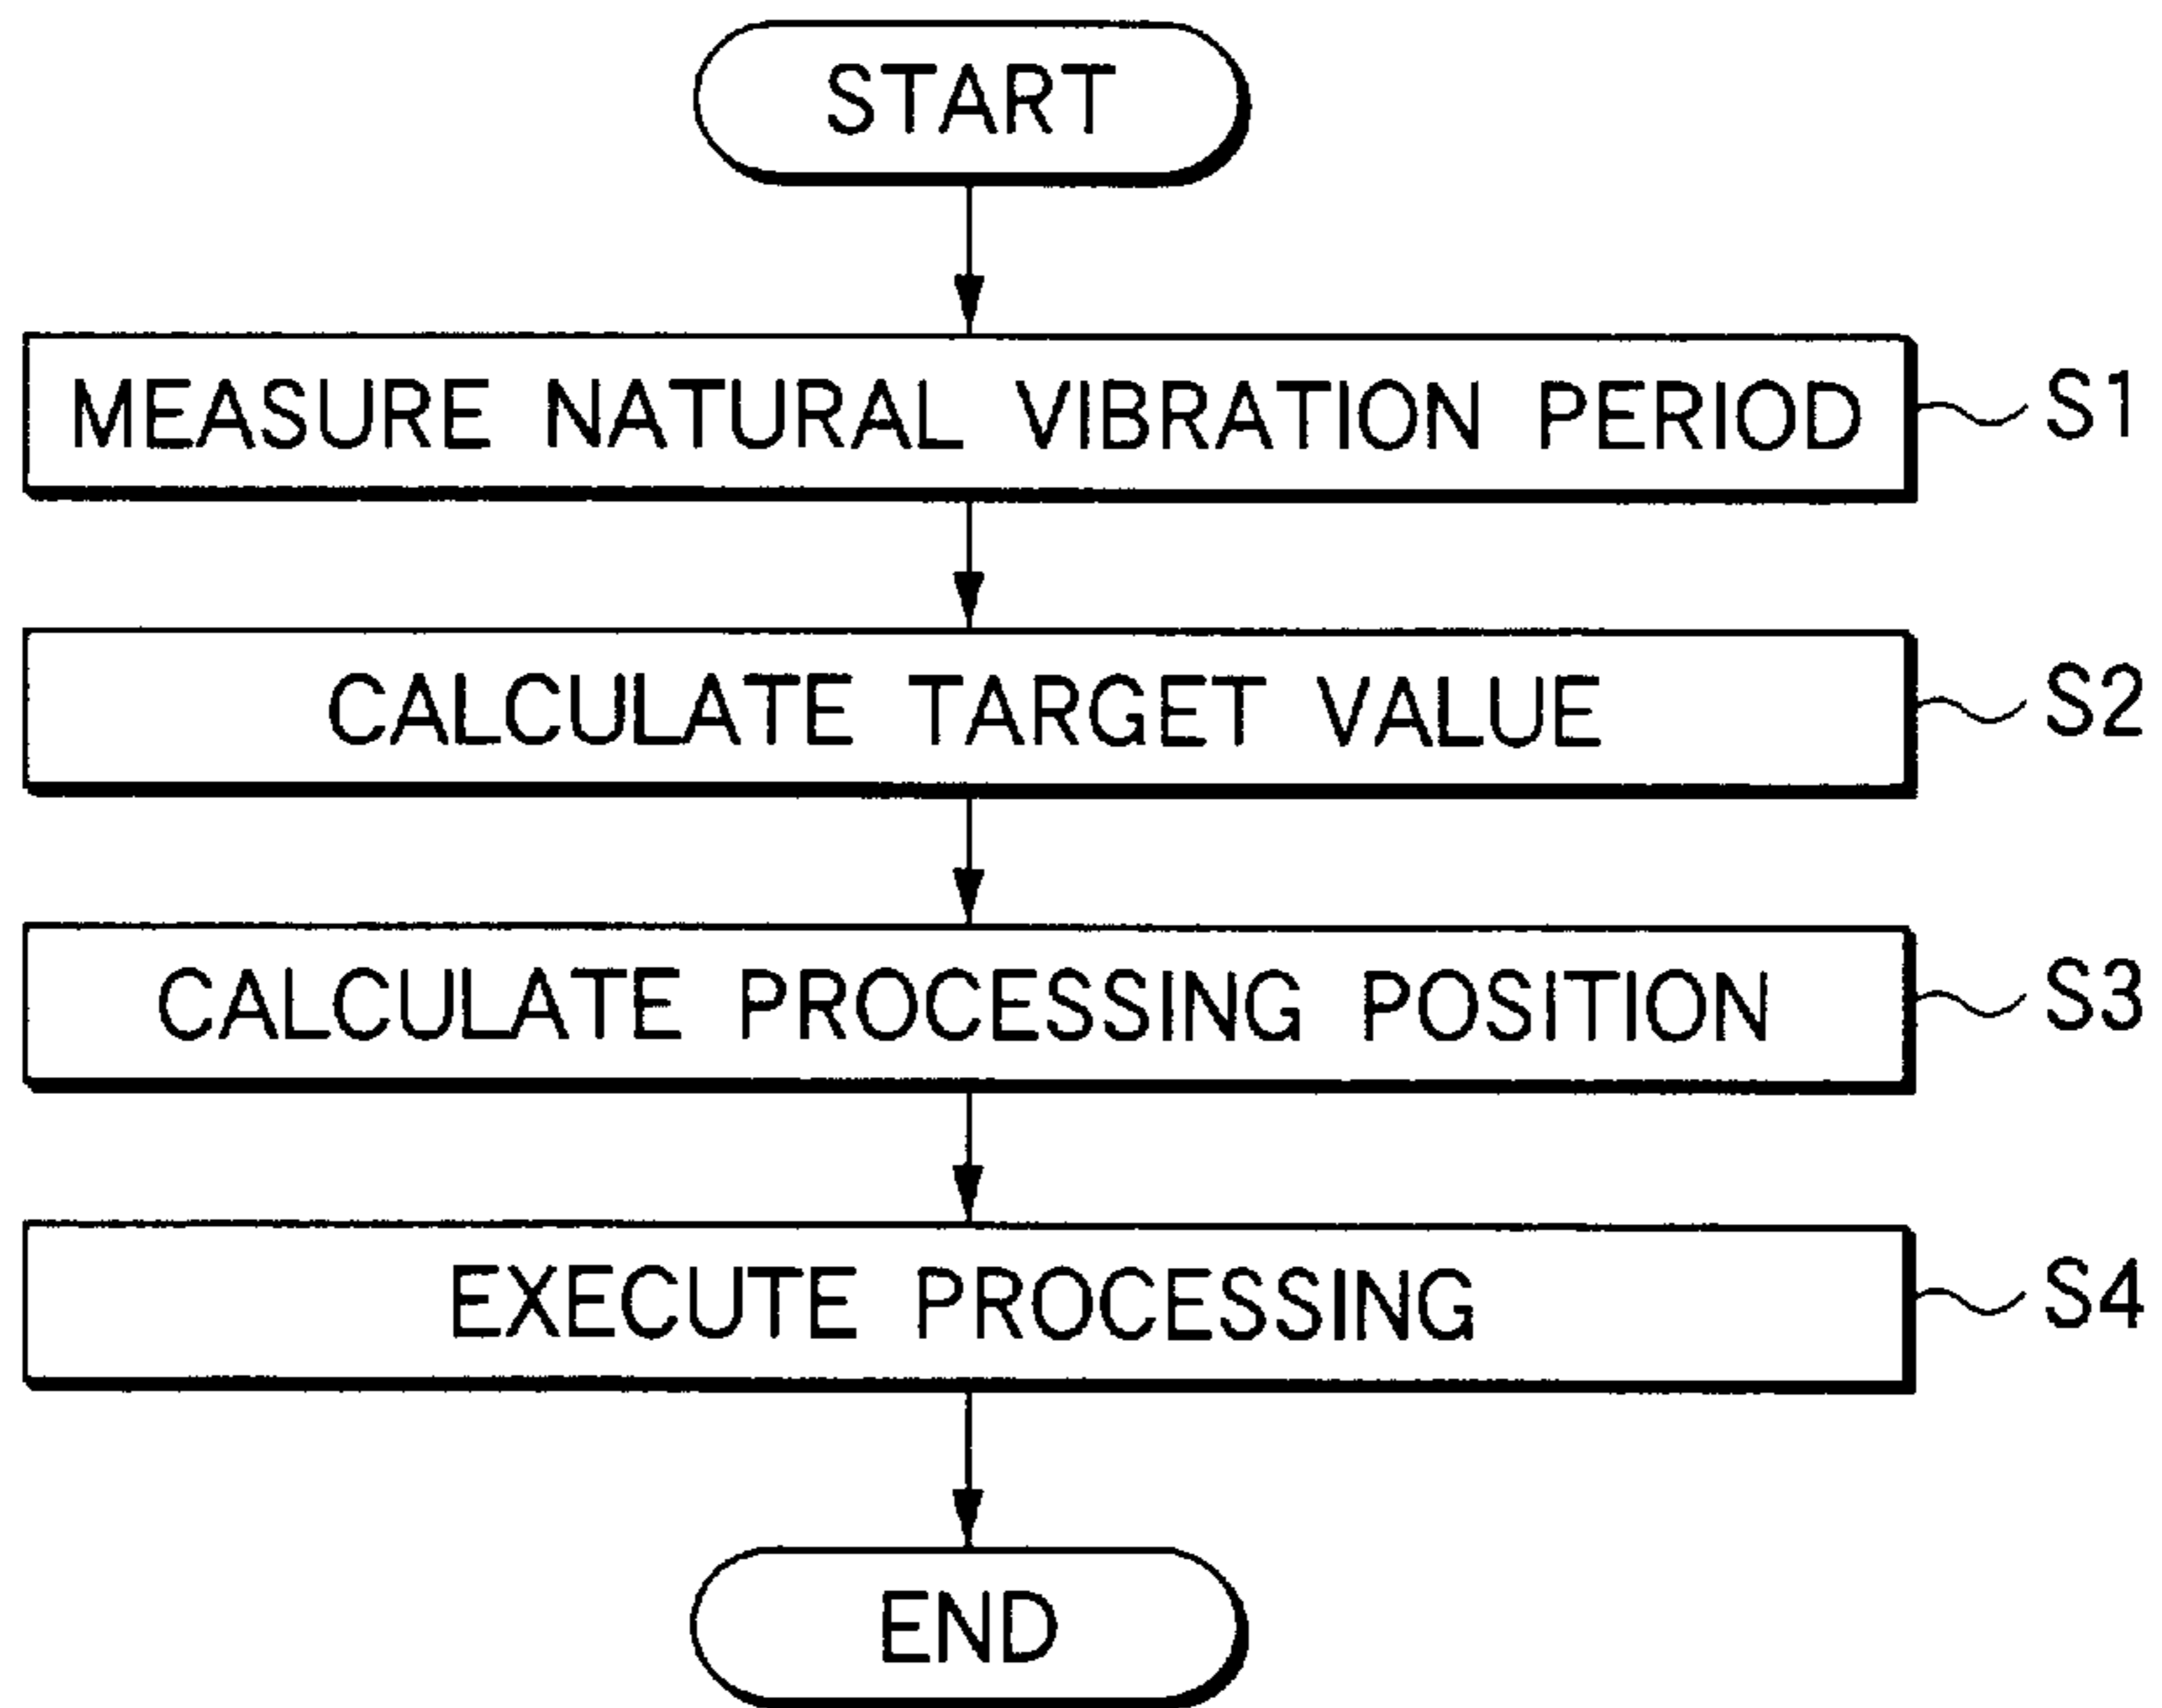 START
MEASURE NATURAL VIBRATION PERIOD S1
CALCULATE TARGET VALUE S2
CALCULATE PROCESSING POSITION S3
EXECUTE PROCESSING S4
END